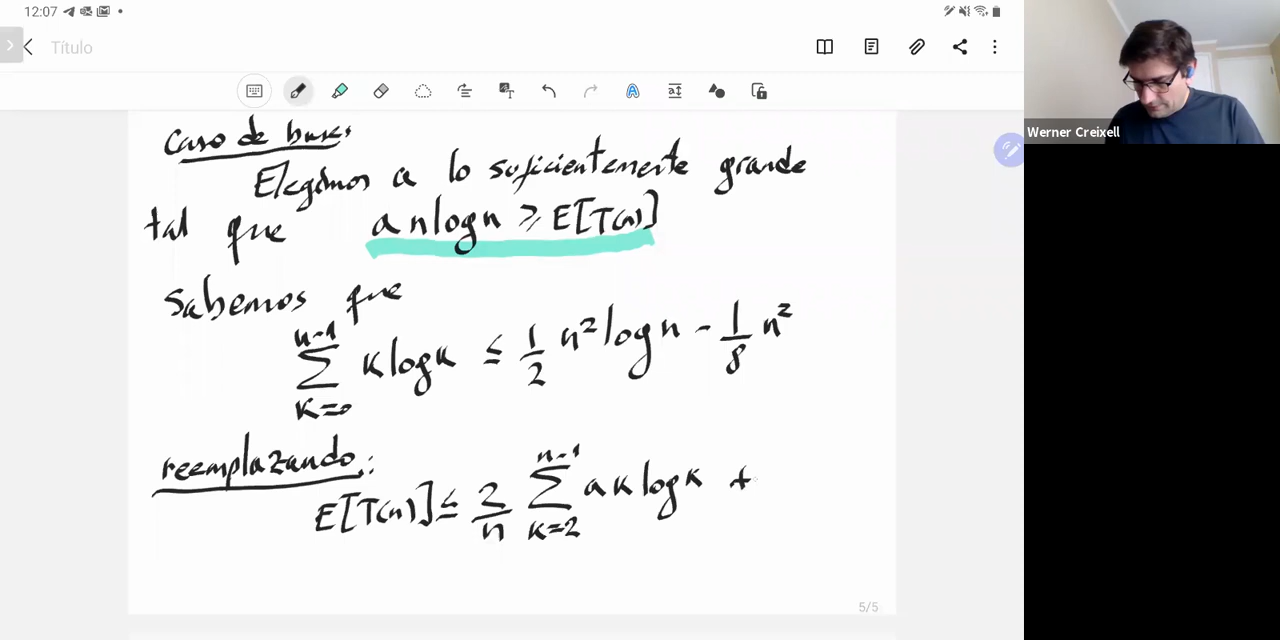 12:07
Título
Werner Creixell
Caso de base:
Elegimos a lo suficientemente grande
tal que a n log n ≥ E[T(n)]
Sabemos que
n-1 ∑ k=0 k log k ≤ 1/2 n² log n - 1/8 n²
reemplazando:
E[T(n)] ≤ 2/n n-1 ∑ k=2 a k log k +
5/5